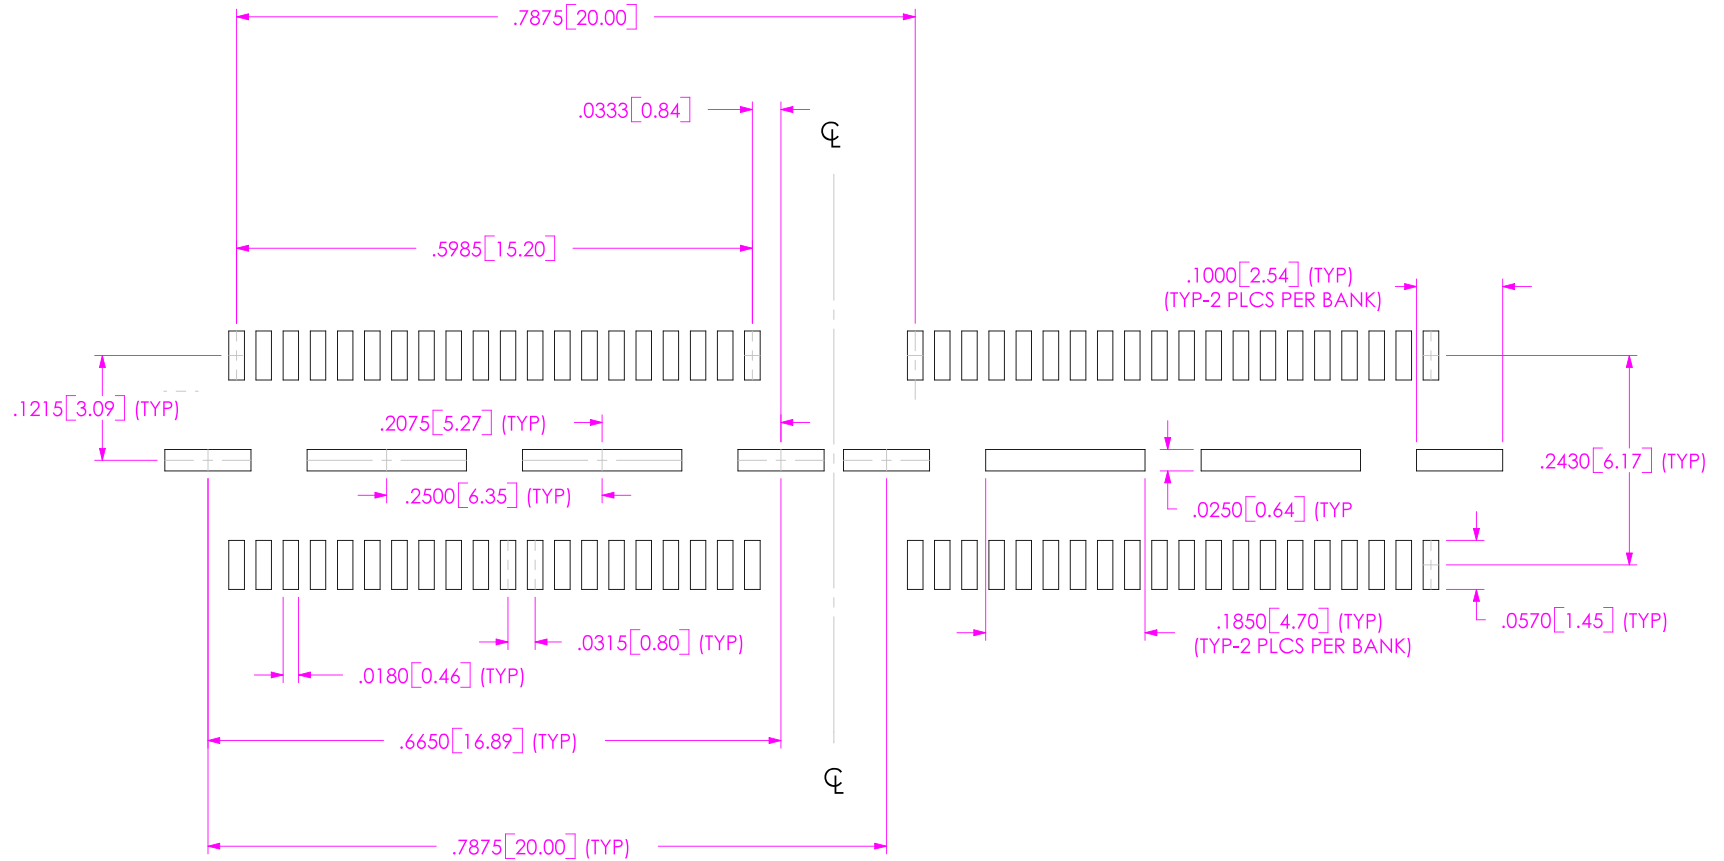 .7875[20.00]
.0333[0.84]
℄
.5985[15.20]
.1000[2.54] (TYP)
(TYP-2 PLCS PER BANK)
.1215[3.09] (TYP)
.2075[5.27] (TYP)
.2430[6.17] (TYP)
.2500[6.35] (TYP)
.0250[0.64] (TYP
.1850[4.70] (TYP)
(TYP-2 PLCS PER BANK)
.0570[1.45] (TYP)
.0315[0.80] (TYP)
.0180[0.46] (TYP)
.6650[16.89] (TYP)
℄
.7875[20.00] (TYP)